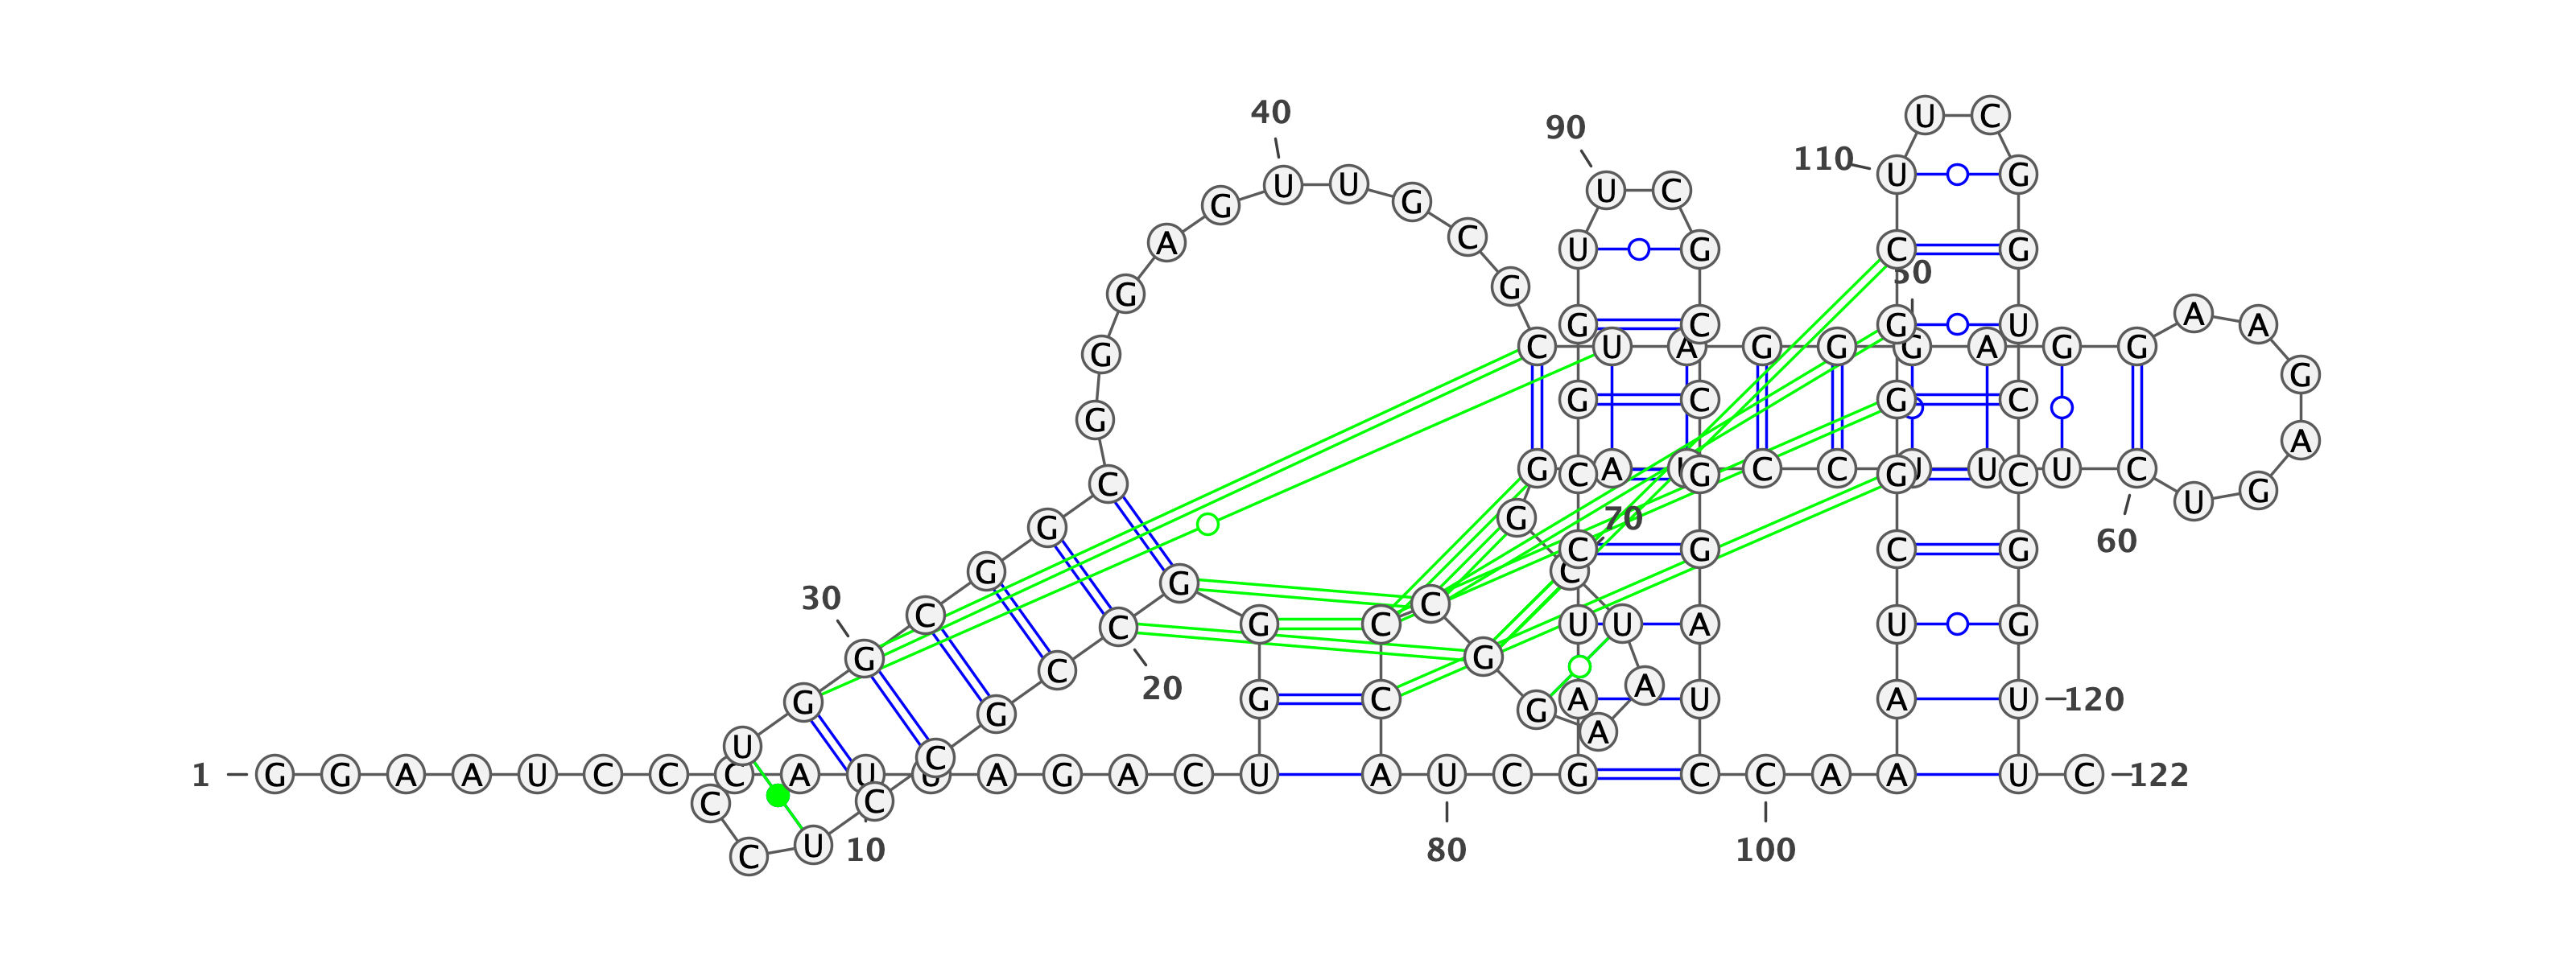 40
U C
90
110
U G
U U U C
G G
A C U G C G
50
G G
A A
G C G U
G C U A G G G A G G
G
G C G C
G
A
G A C C U U C
C C G G C
G U
G 70
G
60
C G C G
G C
G
30
C C
G C U U A U G
G C
G
20
C
G G C G A A A U
120
G
A
U
C
1 G G A A U C C C A U A G A C U A U C G C C A A U C 122
C C
C U
10 80 100